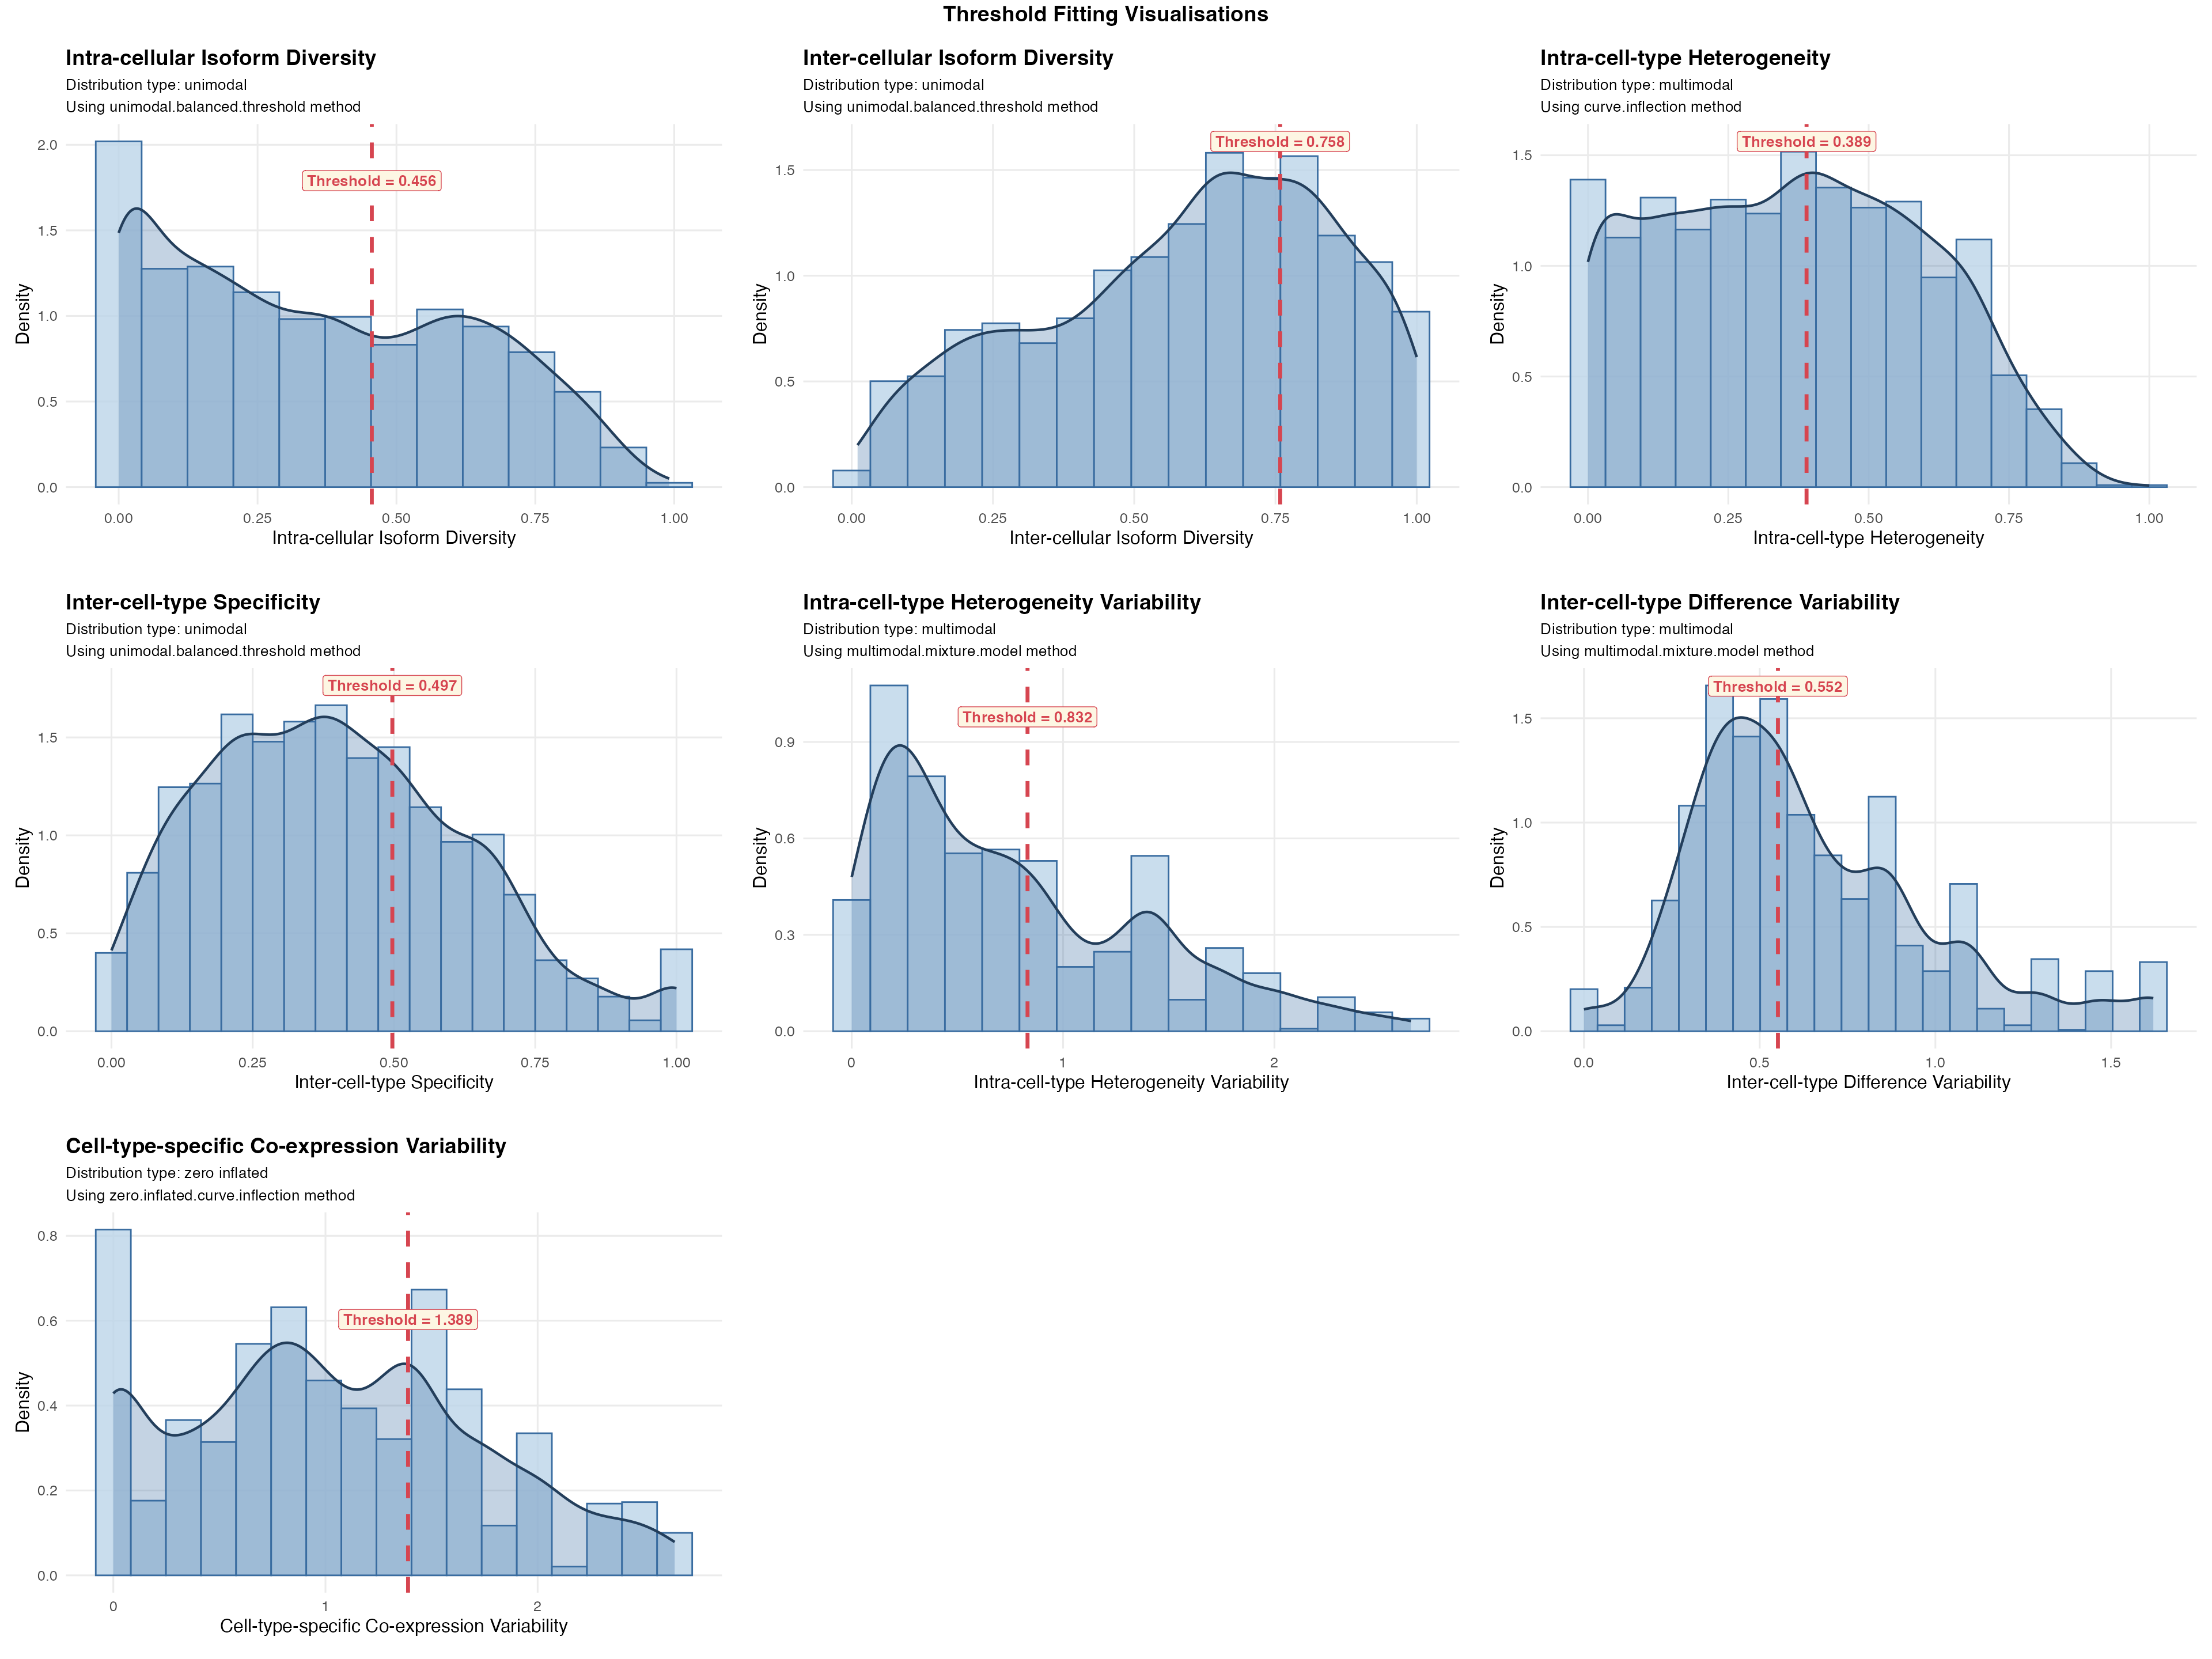 Threshold Fitting Visualisations
Intra-cellular Isoform Diversity
Distribution type: unimodal
Using unimodal.balanced.threshold method
Threshold = 0.456
Density
2.0
1.5
1.0
0.5
0.0
0.00 0.25 0.50 0.75 1.00
Intra-cellular Isoform Diversity
Inter-cellular Isoform Diversity
Distribution type: unimodal
Using unimodal.balanced.threshold method
Threshold = 0.758
Density
1.5
1.0
0.5
0.0
0.00 0.25 0.50 0.75 1.00
Inter-cellular Isoform Diversity
Intra-cell-type Heterogeneity
Distribution type: multimodal
Using curve.inflection method
Threshold = 0.389
Density
1.5
1.0
0.5
0.0
0.00 0.25 0.50 0.75 1.00
Intra-cell-type Heterogeneity
Inter-cell-type Specificity
Distribution type: unimodal
Using unimodal.balanced.threshold method
Threshold = 0.497
Density
1.5
1.0
0.5
0.0
0.00 0.25 0.50 0.75 1.00
Inter-cell-type Specificity
Intra-cell-type Heterogeneity Variability
Distribution type: multimodal
Using multimodal.mixture.model method
Threshold = 0.832
Density
0.9
0.6
0.3
0.0
0 1 2
Intra-cell-type Heterogeneity Variability
Inter-cell-type Difference Variability
Distribution type: multimodal
Using multimodal.mixture.model method
Threshold = 0.552
Density
1.5
1.0
0.5
0.0
0.0 0.5 1.0 1.5
Inter-cell-type Difference Variability
Cell-type-specific Co-expression Variability
Distribution type: zero inflated
Using zero.inflated.curve.inflection method
Threshold = 1.389
Density
0.8
0.6
0.4
0.2
0.0
0 1 2
Cell-type-specific Co-expression Variability